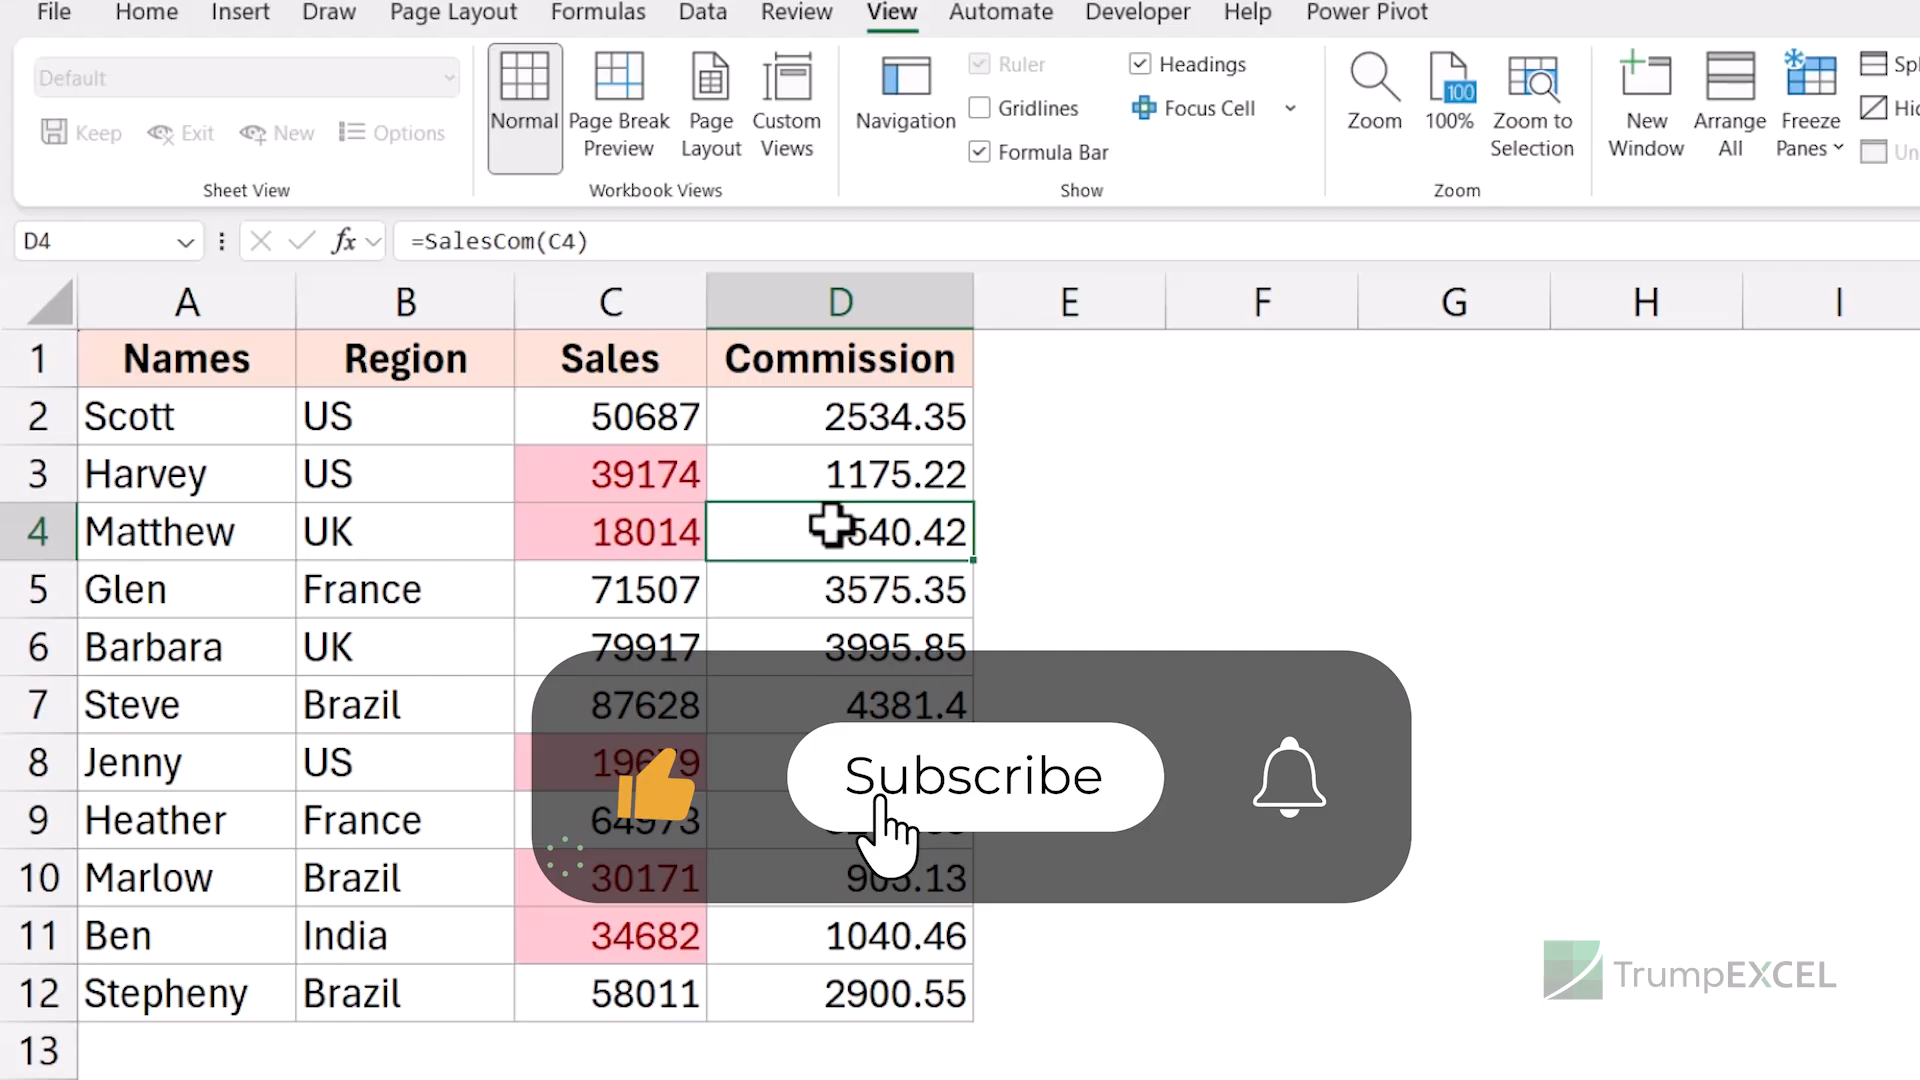 File Home Insert Draw Page Layout Formulas Data Review View Automate Developer Help Power Pivot
Default
Keep Exit New Options
Sheet View
Normal
Page Break Preview
Page Layout
Custom Views
Workbook Views
Navigation
Ruler
Gridlines
Formula Bar
Headings
Focus Cell
Show
Zoom
100
100%
Zoom to Selection
Zoom
New Window
Arrange All
Freeze Panes
D4 fx =SalesCom(C4)
A B C D E F G H I
1 Names Region Sales Commission
2 Scott US 50687 2534.35
3 Harvey US 39174 1175.22
4 Matthew UK 18014 540.42
5 Glen France 71507 3575.35
6 Barbara UK 79917 3995.85
7 Steve Brazil 87628 4381.4
8 Jenny US
9 Heather France 64973
10 Marlow Brazil 30171
11 Ben India 34682 1040.46
12 Stepheny Brazil 58011 2900.55
13
Subscribe
TrumpEXCEL